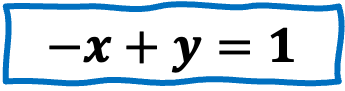 −x + y = 1